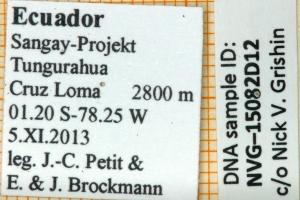 Ecuador
Sangay-Projekt
Tungurahua
Cruz Loma 2800 m
01.20 S-78.25 W
5.XI.2013
leg. J.-C. Petit &
E. & J. Brockmann
DNA sample ID:
NVG-15082D12
c/o Nick V. Grishin